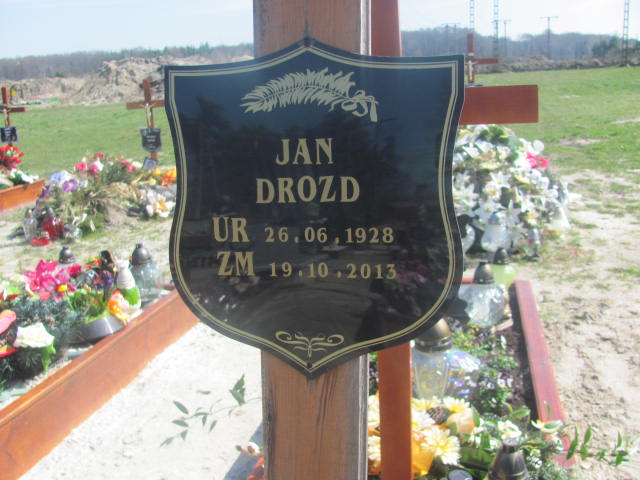 JAN
DROZD
UR 26.06.1928
ZM 19.10.2013